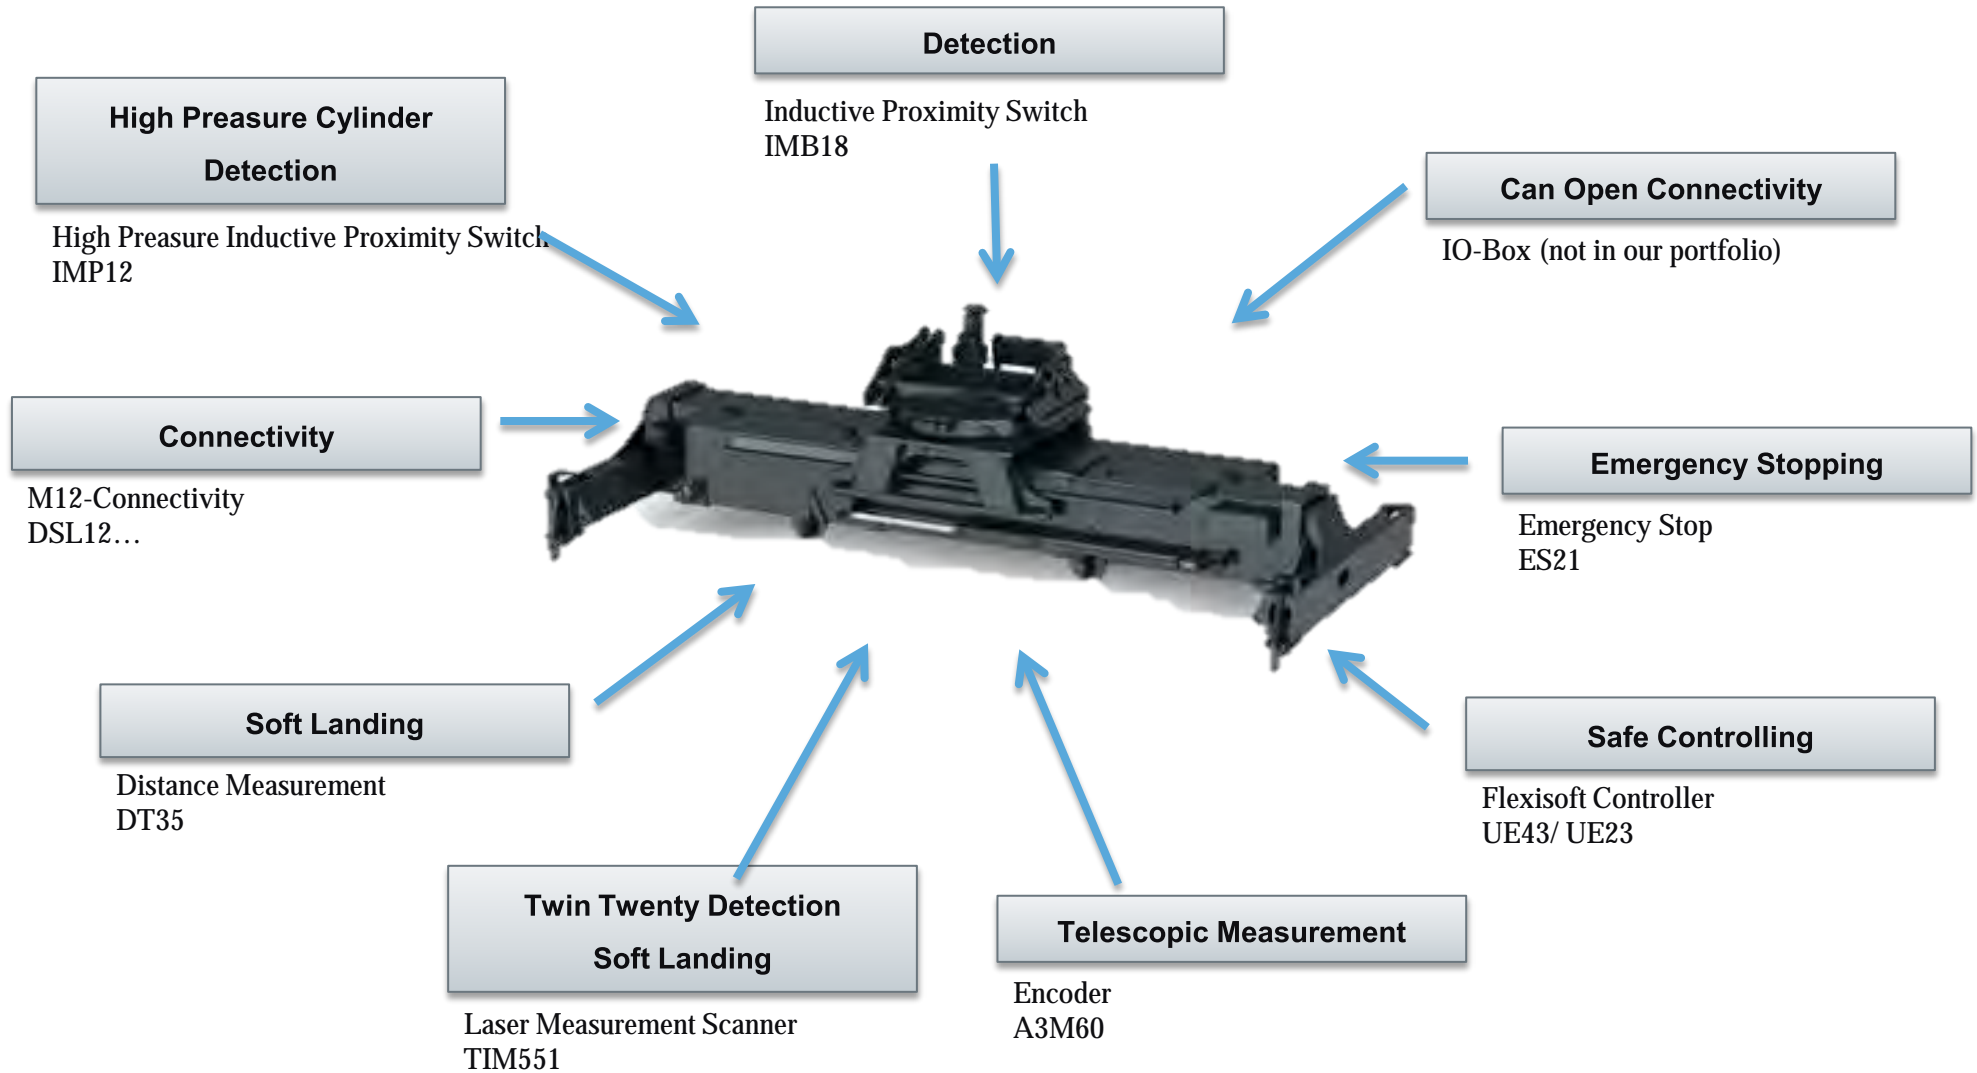 Detection
Inductive Proximity Switch
IMB18
High Preasure Cylinder
Detection
High Preasure Inductive Proximity Switch
IMP12
Can Open Connectivity
IO-Box (not in our portfolio)
Connectivity
M12-Connectivity
DSL12…
Emergency Stopping
Emergency Stop
ES21
Soft Landing
Distance Measurement
DT35
Safe Controlling
Flexisoft Controller
UE43/ UE23
Twin Twenty Detection
Soft Landing
Laser Measurement Scanner
TIM551
Telescopic Measurement
Encoder
A3M60